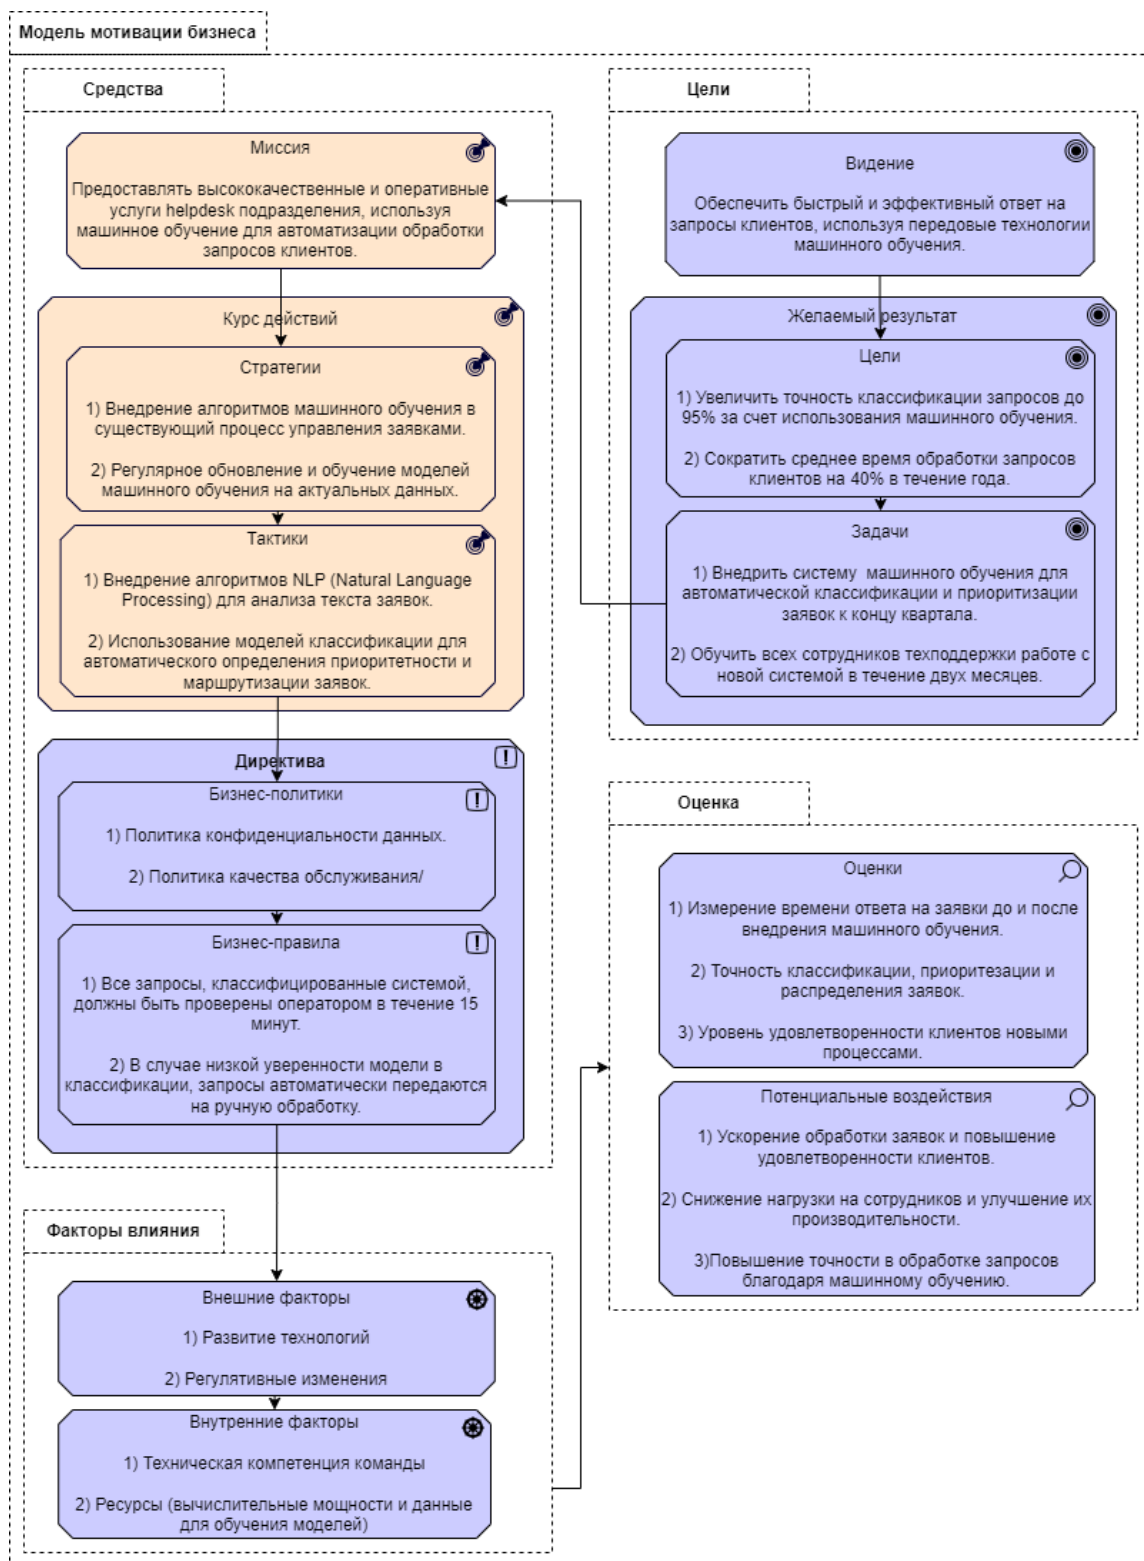 Модель мотивации бизнеса
Средства
Миссия
Предоставлять высококачественные и оперативные
услуги helpdesk подразделения, используя
машинное обучение для автоматизации обработки
запросов клиентов.
Курс действий
Стратегии
1) Внедрение алгоритмов машинного обучения в
существующий процесс управления заявками.
2) Регулярное обновление и обучение моделей
машинного обучения на актуальных данных.
Тактики
1) Внедрение алгоритмов NLP (Natural Language
Processing) для анализа текста заявок.
2) Использование моделей классификации для
автоматического определения приоритетности и
маршрутизации заявок.
Директива
Бизнес-политики
1) Политика конфиденциальности данных.
2) Политика качества обслуживания/
Бизнес-правила
1) Все запросы, классифицированные системой,
должны быть проверены оператором в течение 15
минут.
2) В случае низкой уверенности модели в
классификации, запросы автоматически передаются
на ручную обработку.
Цели
Видение
Обеспечить быстрый и эффективный ответ на
запросы клиентов, используя передовые технологии
машинного обучения.
Желаемый результат
Цели
1) Увеличить точность классификации запросов до
95% за счет использования машинного обучения.
2) Сократить среднее время обработки запросов
клиентов на 40% в течение года.
Задачи
1) Внедрить систему  машинного обучения для
автоматической классификации и приоритизации
заявок к концу квартала.
2) Обучить всех сотрудников техподдержки работе с
новой системой в течение двух месяцев.
Оценка
Оценки
1) Измерение времени ответа на заявки до и после
внедрения машинного обучения.
2) Точность классификации, приоритезации и
распределения заявок.
3) Уровень удовлетворенности клиентов новыми
процессами.
Потенциальные воздействия
1) Ускорение обработки заявок и повышение
удовлетворенности клиентов.
2) Снижение нагрузки на сотрудников и улучшение их
производительности.
3)Повышение точности в обработке запросов
благодаря машинному обучению.
Факторы влияния
Внешние факторы
1) Развитие технологий
2) Регулятивные изменения
Внутренние факторы
1) Техническая компетенция команды
2) Ресурсы (вычислительные мощности и данные
для обучения моделей)